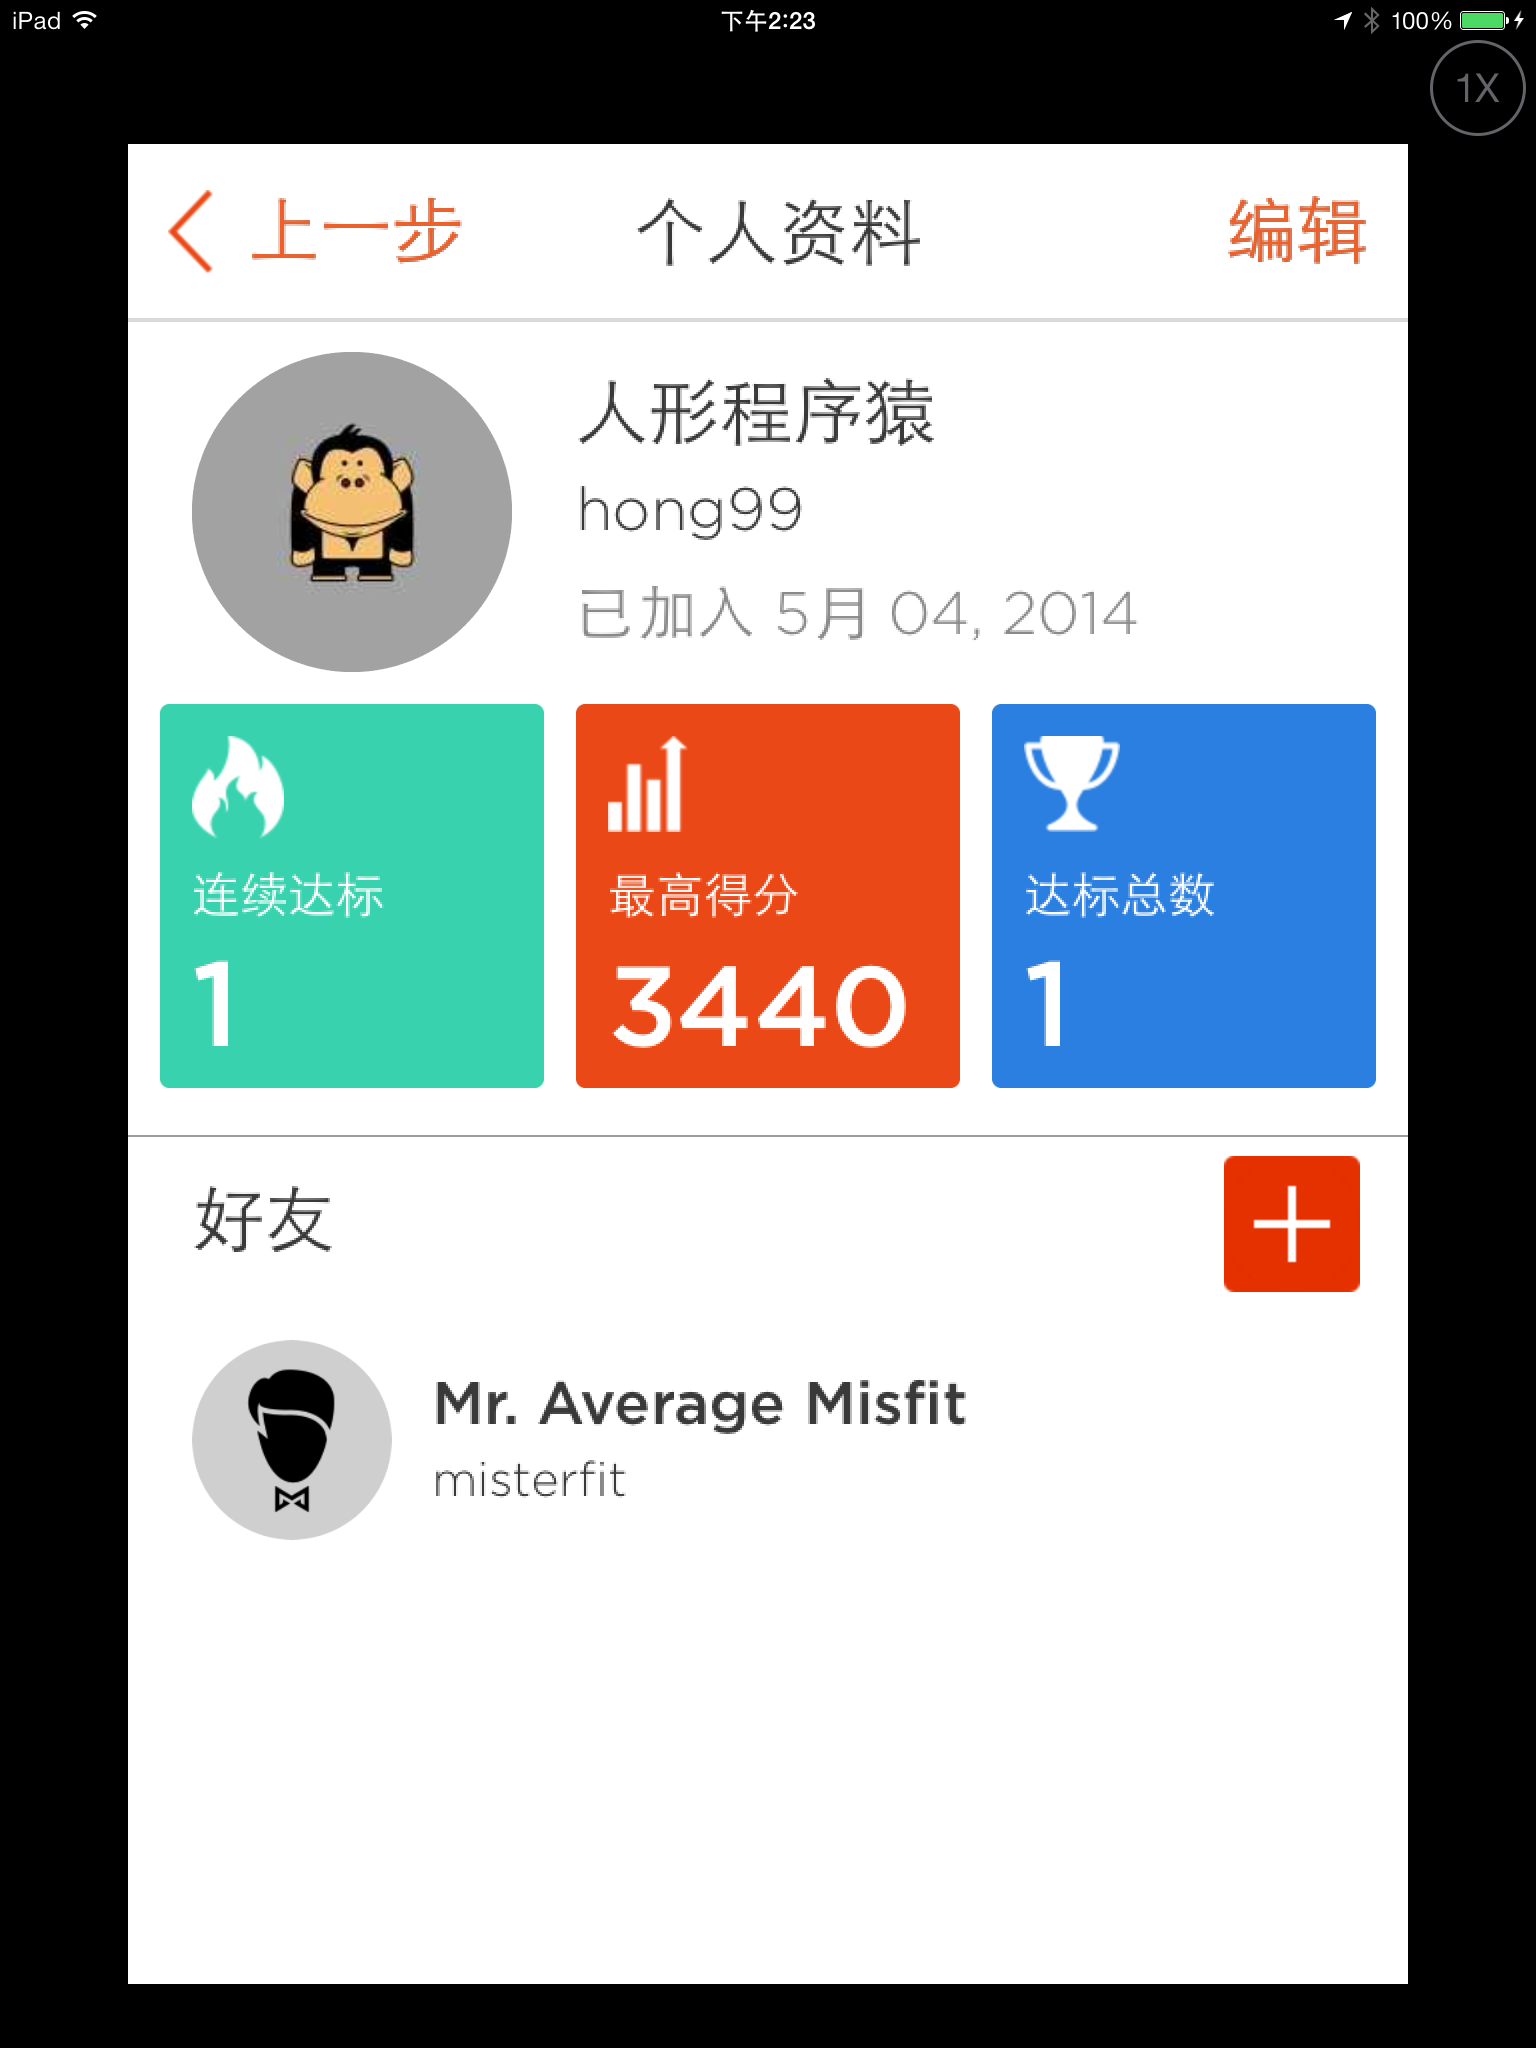 iPad 下午2:23 100%
1X
上一步 个人资料 编辑
人形程序猿
hong99
已加入 5月 04, 2014
连续达标 最高得分 达标总数
1 3440 1
好友
Mr. Average Misfit
misterfit